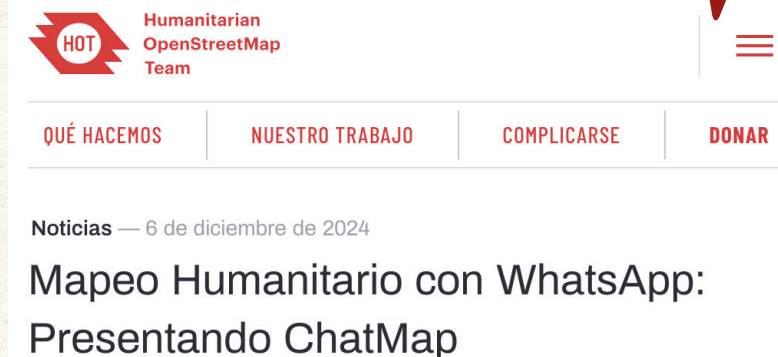 HOT
Humanitarian
OpenStreetMap
Team
QUÉ HACEMOS
NUESTRO TRABAJO
COMPLICARSE
DONAR
Noticias — 6 de diciembre de 2024
Mapeo Humanitario con WhatsApp:
Presentando ChatMap